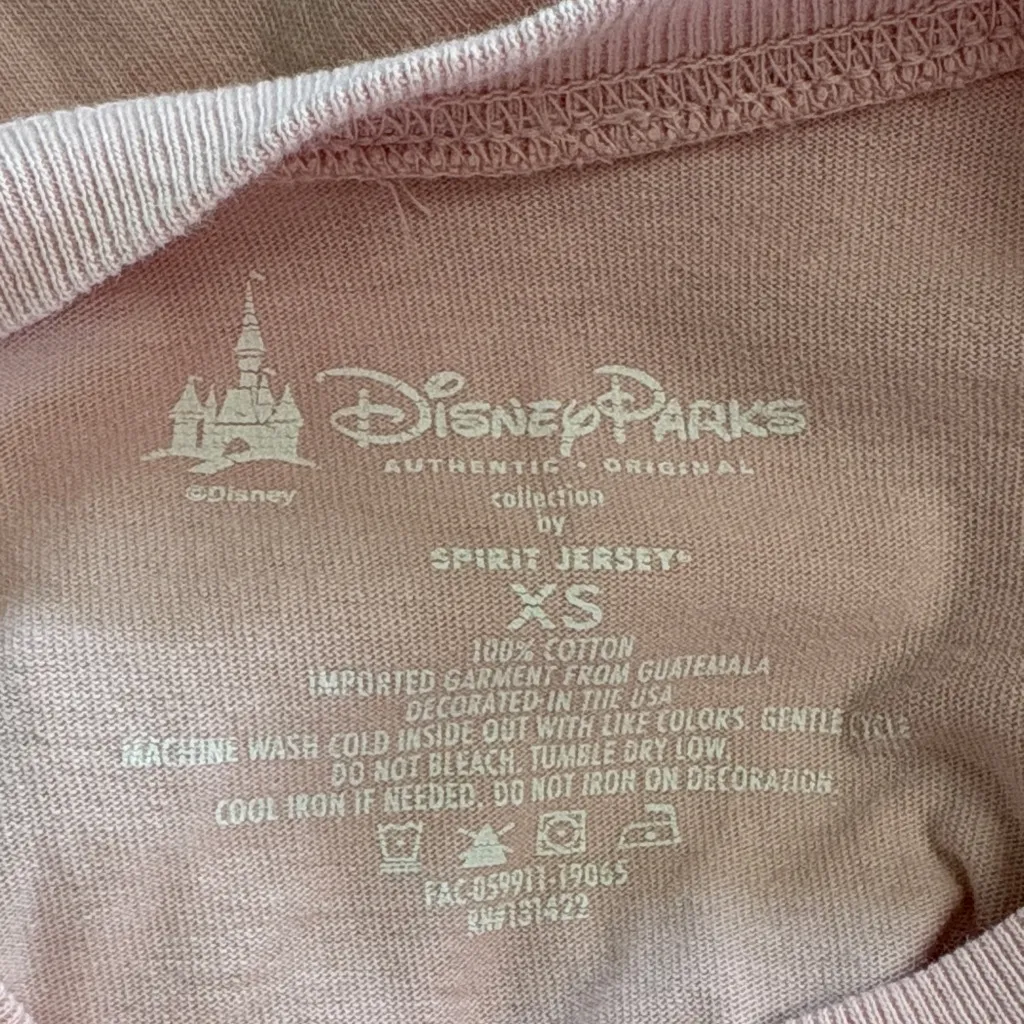 DISNEY PARKS
AUTHENTIC • ORIGINAL
©Disney
collection
by
SPIRIT JERSEY®
XS
100% COTTON
IMPORTED GARMENT FROM GUATEMALA
DECORATED IN THE USA
MACHINE WASH COLD INSIDE OUT WITH LIKE COLORS. GENTLE CYCLE
DO NOT BLEACH. TUMBLE DRY LOW.
COOL IRON IF NEEDED. DO NOT IRON ON DECORATION.
FAC-059911-19065
RN#131422